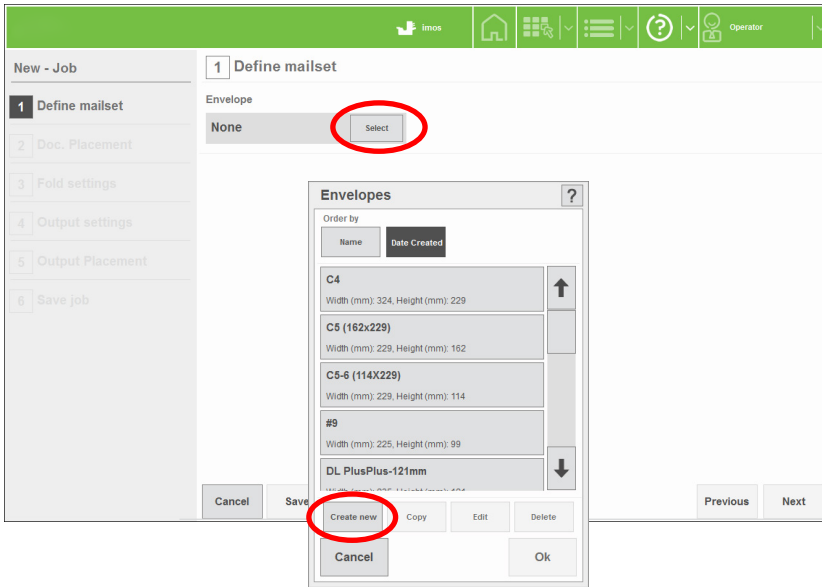 imos
Operator
New - Job
1 Define mailset
2 Doc. Placement
3 Fold settings
4 Output settings
5 Output Placement
6 Save job
1 Define mailset
Envelope
None Select
Envelopes ?
Order by
Name Date Created
C4
Width (mm): 324, Height (mm): 229
C5 (162x229)
Width (mm): 229, Height (mm): 162
C5-6 (114X229)
Width (mm): 229, Height (mm): 114
#9
Width (mm): 225, Height (mm): 99
DL PlusPlus-121mm
Create new Copy Edit Delete
Cancel Ok
Cancel Save Previous Next